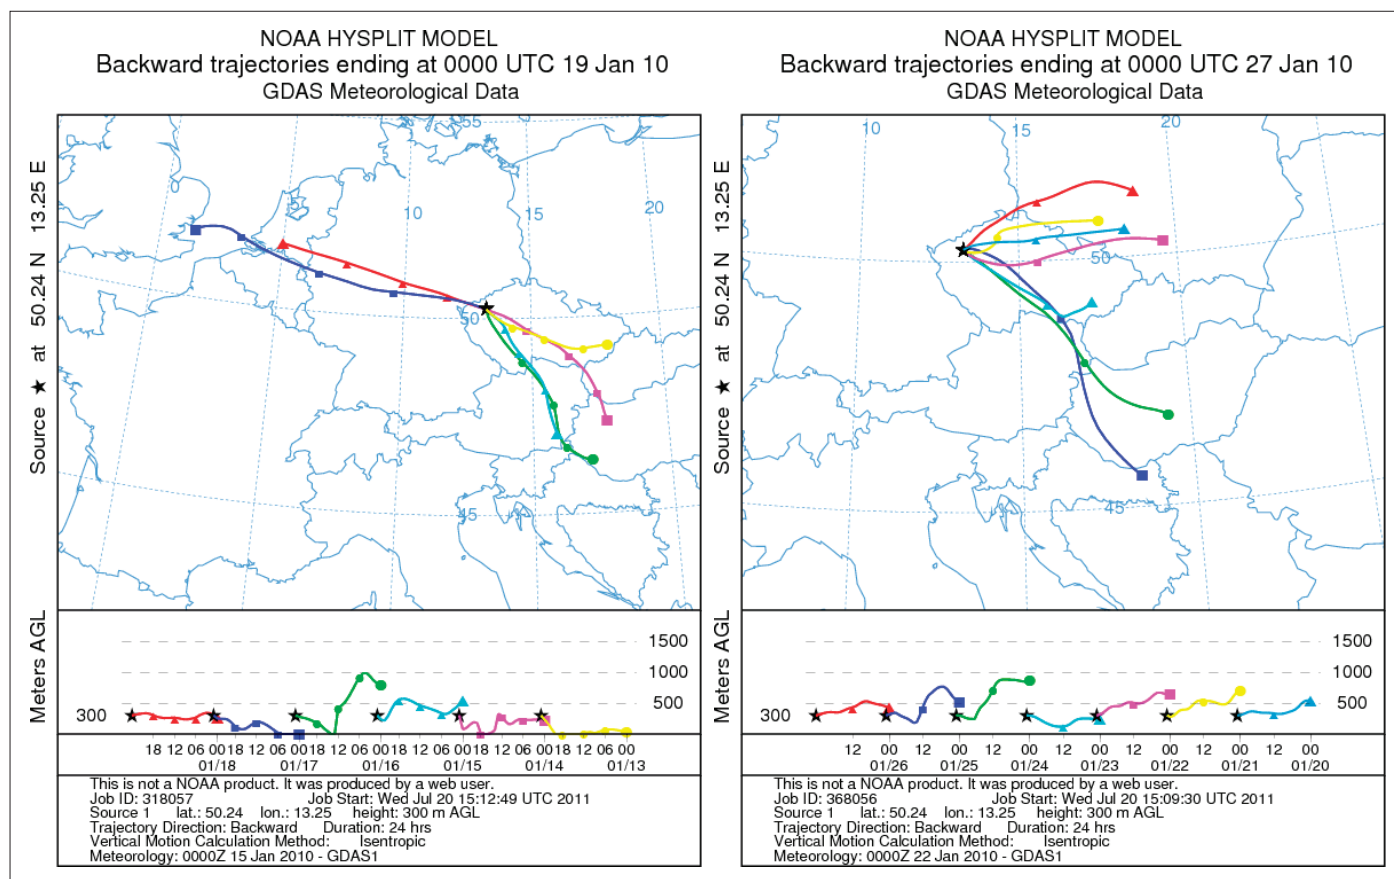 NOAA HYSPLIT MODEL
Backward trajectories ending at 0000 UTC 19 Jan 10
GDAS Meteorological Data
Source ★ at 50.24 N 13.25 E
55
5
10
15
20
50
45
Meters AGL
1500
1000
500
300
18 12 06 00 18 12 06 00 18 12 06 00 18 12 06 00 18 12 06 00 18 12 06 00
01/18 01/17 01/16 01/15 01/14 01/13
This is not a NOAA product. It was produced by a web user.
Job ID: 318057 Job Start: Wed Jul 20 15:12:49 UTC 2011
Source 1 lat.: 50.24 lon.: 13.25 height: 300 m AGL
Trajectory Direction: Backward Duration: 24 hrs
Vertical Motion Calculation Method: Isentropic
Meteorology: 0000Z 15 Jan 2010 - GDAS1
NOAA HYSPLIT MODEL
Backward trajectories ending at 0000 UTC 27 Jan 10
GDAS Meteorological Data
Source ★ at 50.24 N 13.25 E
10
15
20
50
45
Meters AGL
1500
1000
500
300
12 00 12 00 12 00 12 00 12 00 12 00 12 00
01/26 01/25 01/24 01/23 01/22 01/21 01/20
This is not a NOAA product. It was produced by a web user.
Job ID: 368056 Job Start: Wed Jul 20 15:09:30 UTC 2011
Source 1 lat.: 50.24 lon.: 13.25 height: 300 m AGL
Trajectory Direction: Backward Duration: 24 hrs
Vertical Motion Calculation Method: Isentropic
Meteorology: 0000Z 22 Jan 2010 - GDAS1